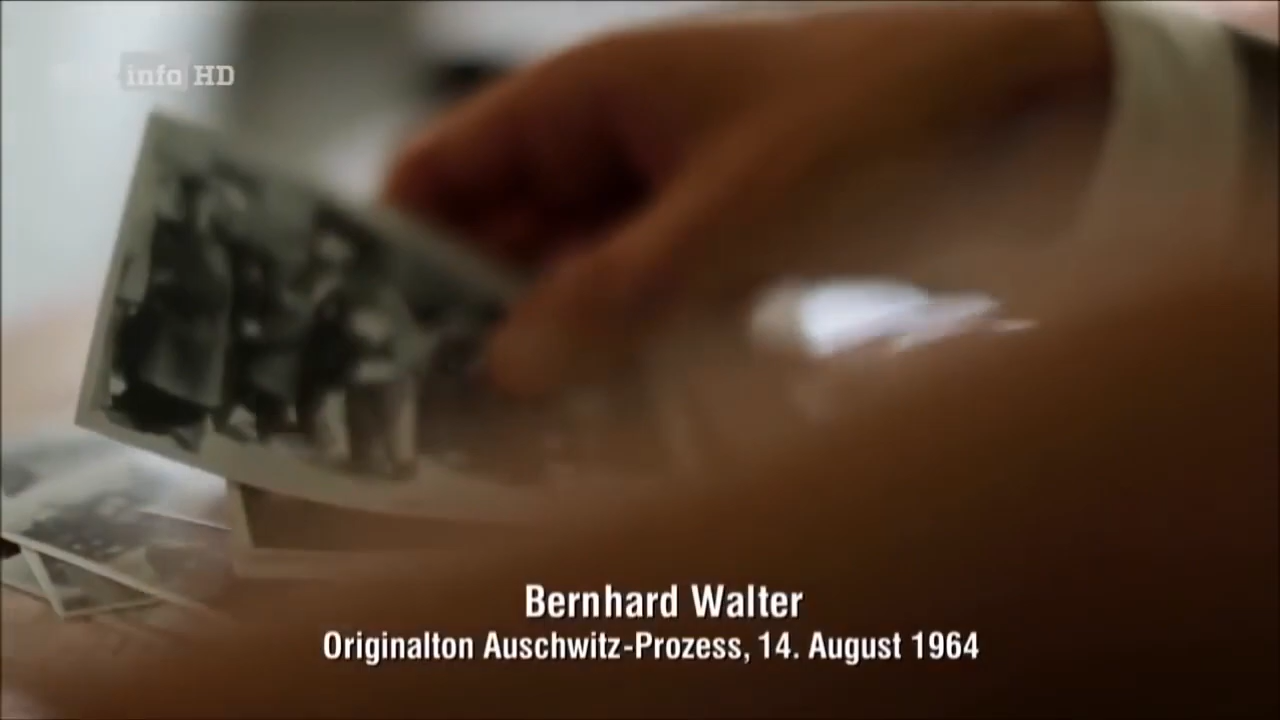 info HD
Bernhard Walter
Originalton Auschwitz-Prozess, 14. August 1964